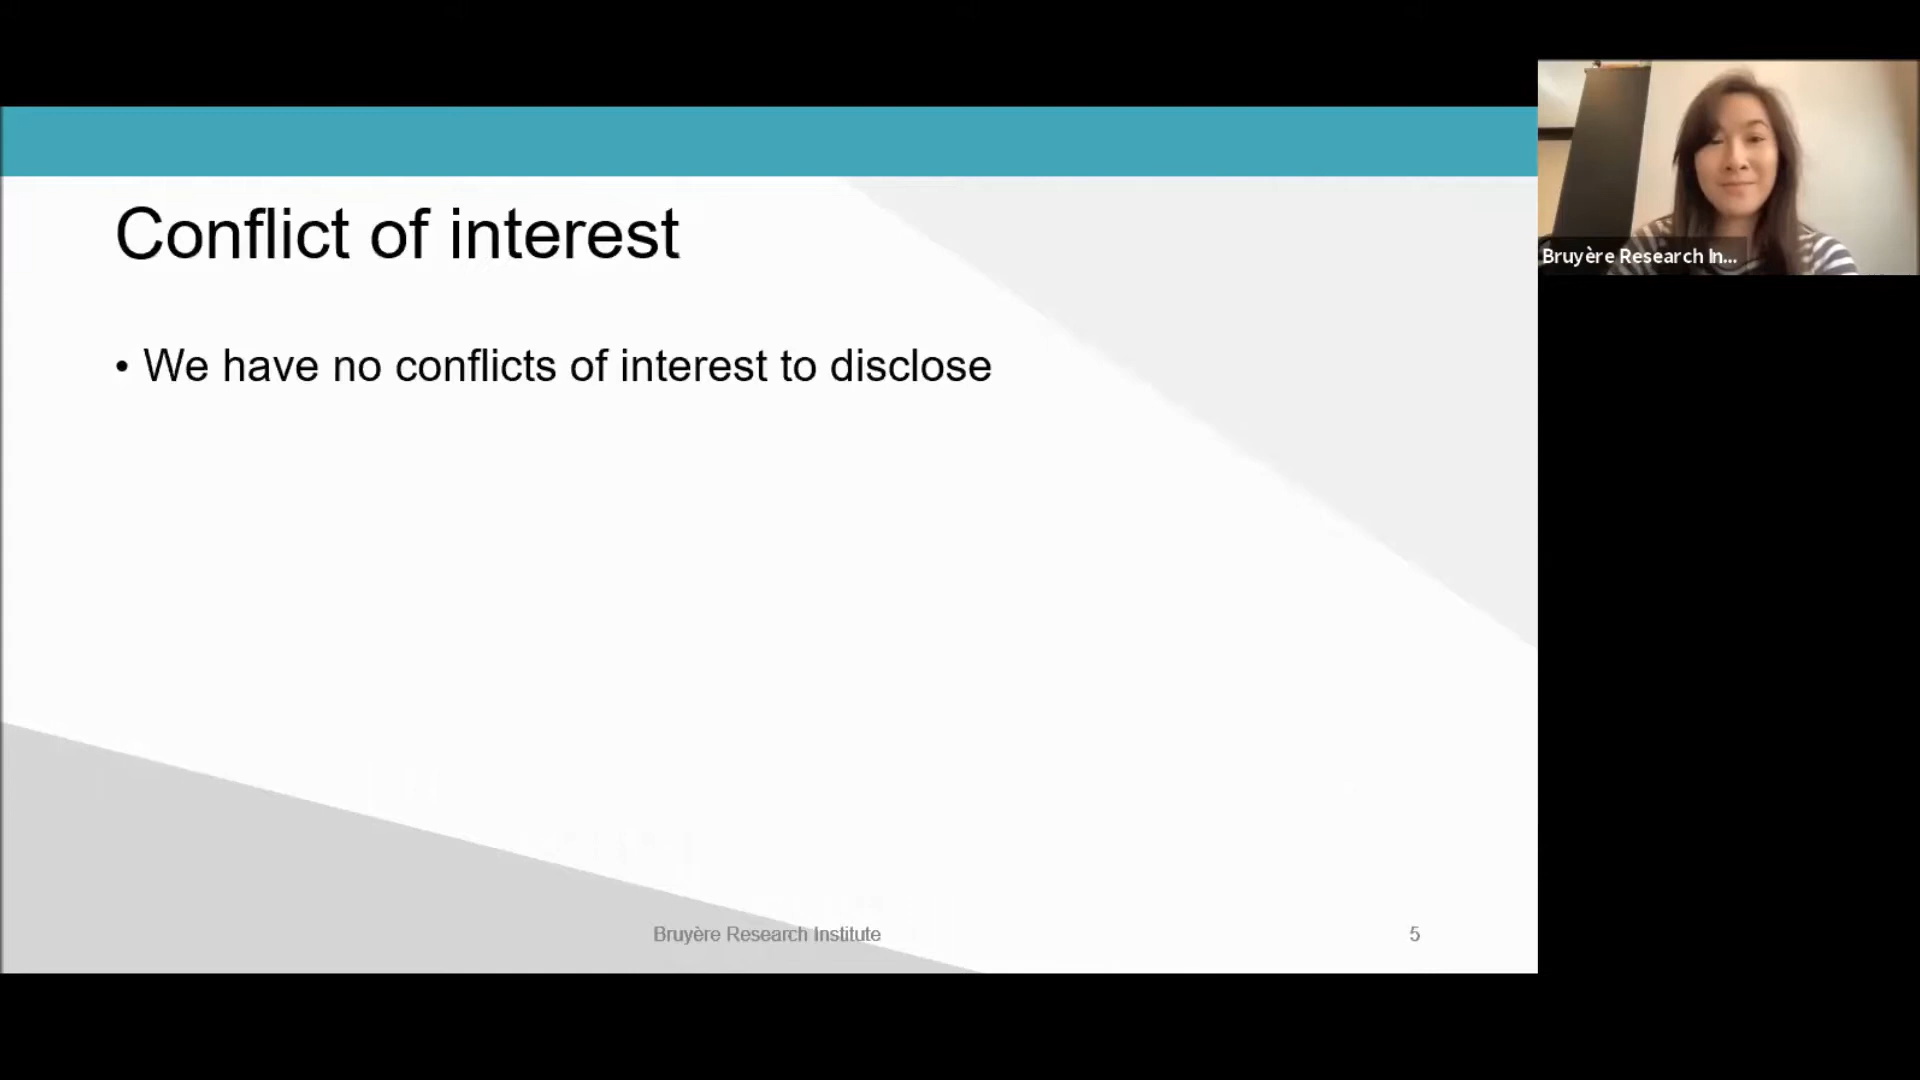 Conflict of interest
• We have no conflicts of interest to disclose
Bruyère Research Institute
5
Bruyère Research In...